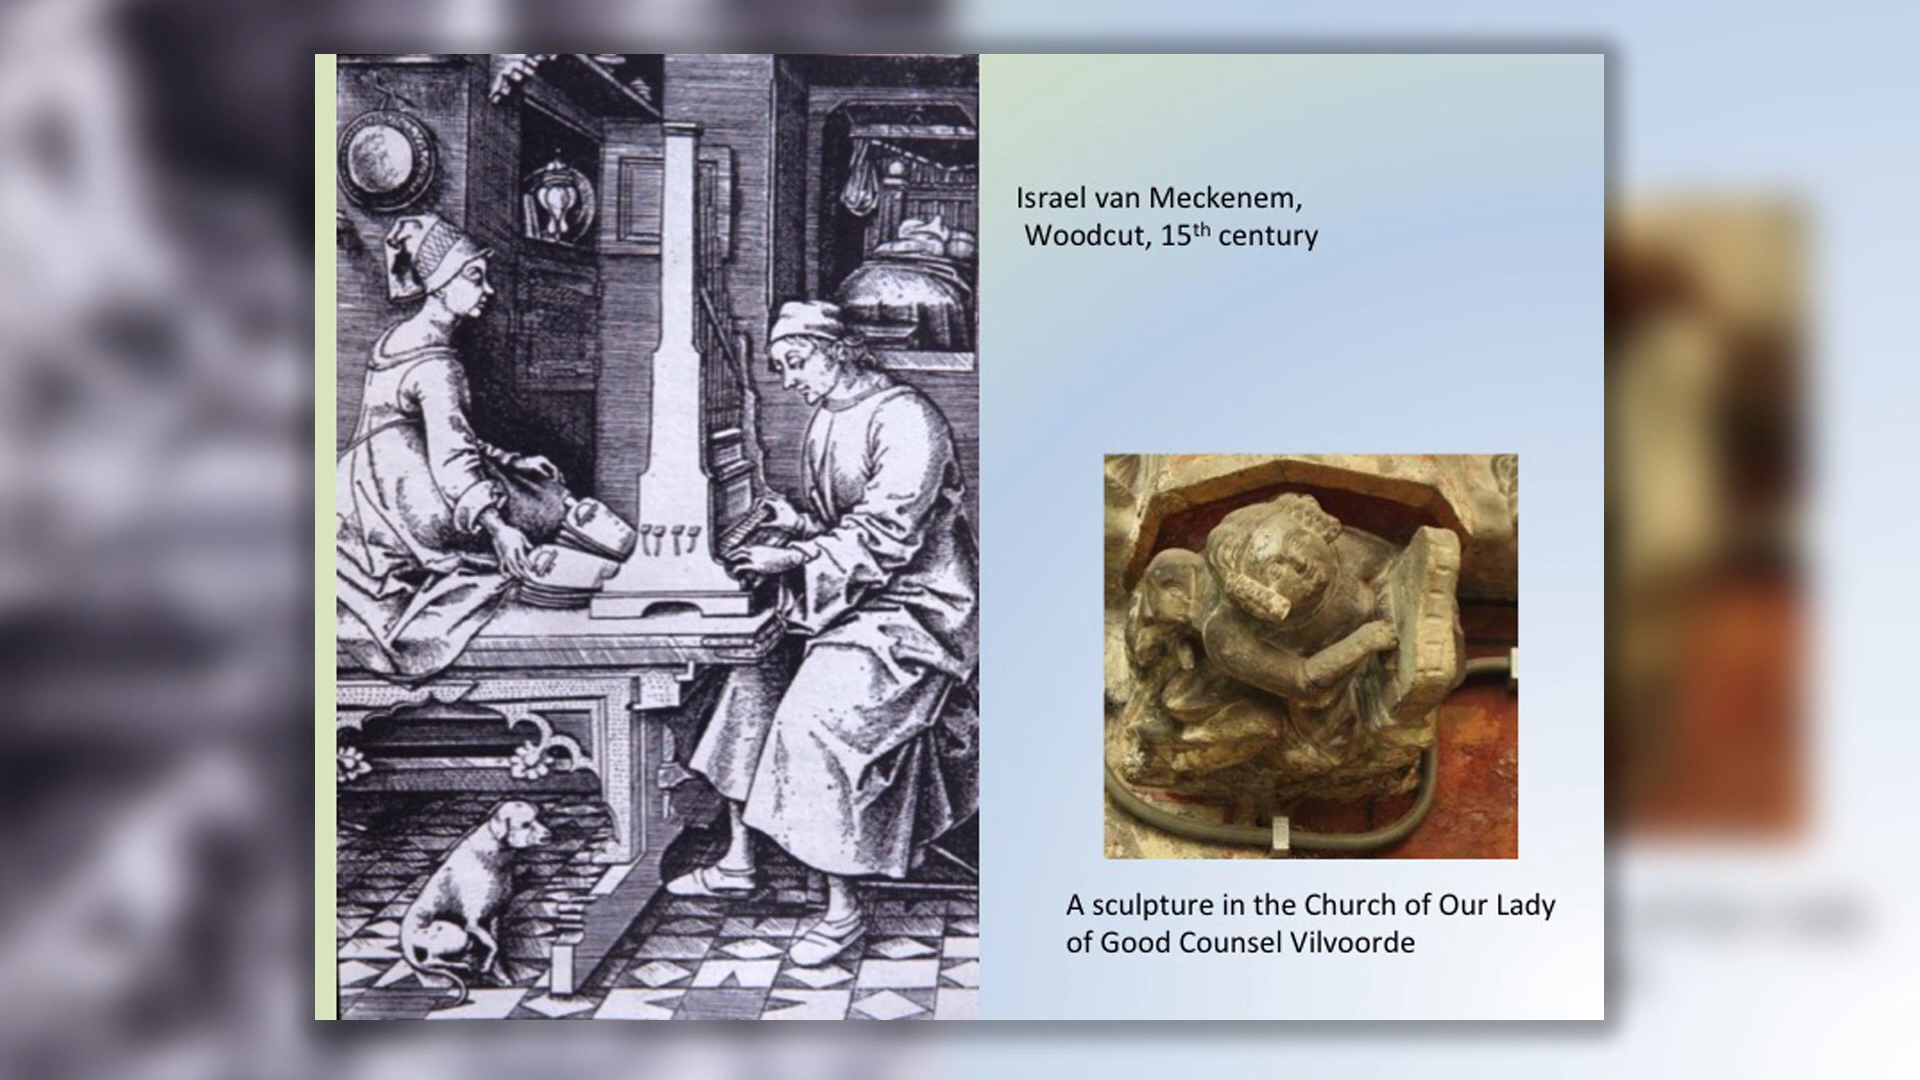 Israel van Meckenem,
Woodcut, 15th century
A sculpture in the Church of Our Lady
of Good Counsel Vilvoorde